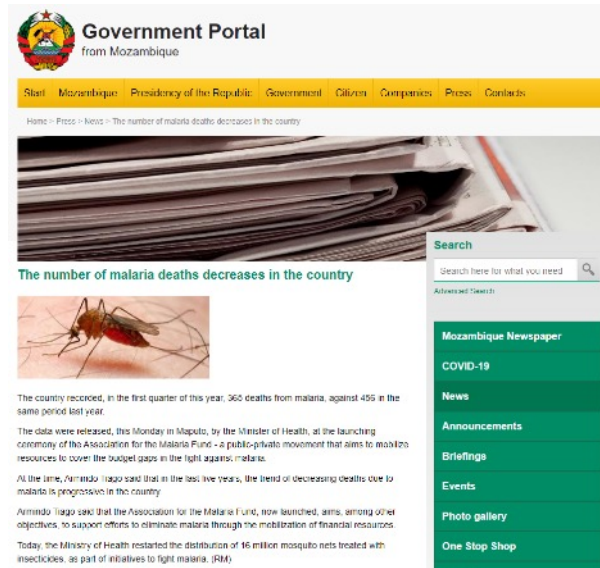 Government Portal
from Mozambique
Start Mozambique Presidency of the Republic Government Citizen Companies Press Contacts
Home > Press > News > The number of malaria deaths decreases in the country
Search
Search here for what you need
Advanced Search
The number of malaria deaths decreases in the country
The country recorded, in the first quarter of this year, 365 deaths from malaria, against 456 in the
same period last year.
The data were released, this Monday in Maputo, by the Minister of Health, at the launching
ceremony of the Association for the Malaria Fund - a public-private movement that aims to mobilize
resources to cover the budget gaps in the fight against malaria.
At the time, Armindo Tiago said that in the last five years, the trend of decreasing deaths due to
malaria is progressive in the country
Armindo Tiago said that the Association for the Malaria Fund, now launched, aims, among other
objectives, to support efforts to eliminate malaria through the mobilization of financial resources.
Today, the Ministry of Health restarted the distribution of 16 million mosquito nets treated with
insecticides, as part of initiatives to fight malaria. (RM)
Mozambique Newspaper
COVID-19
News
Announcements
Briefings
Events
Photo gallery
One Stop Shop